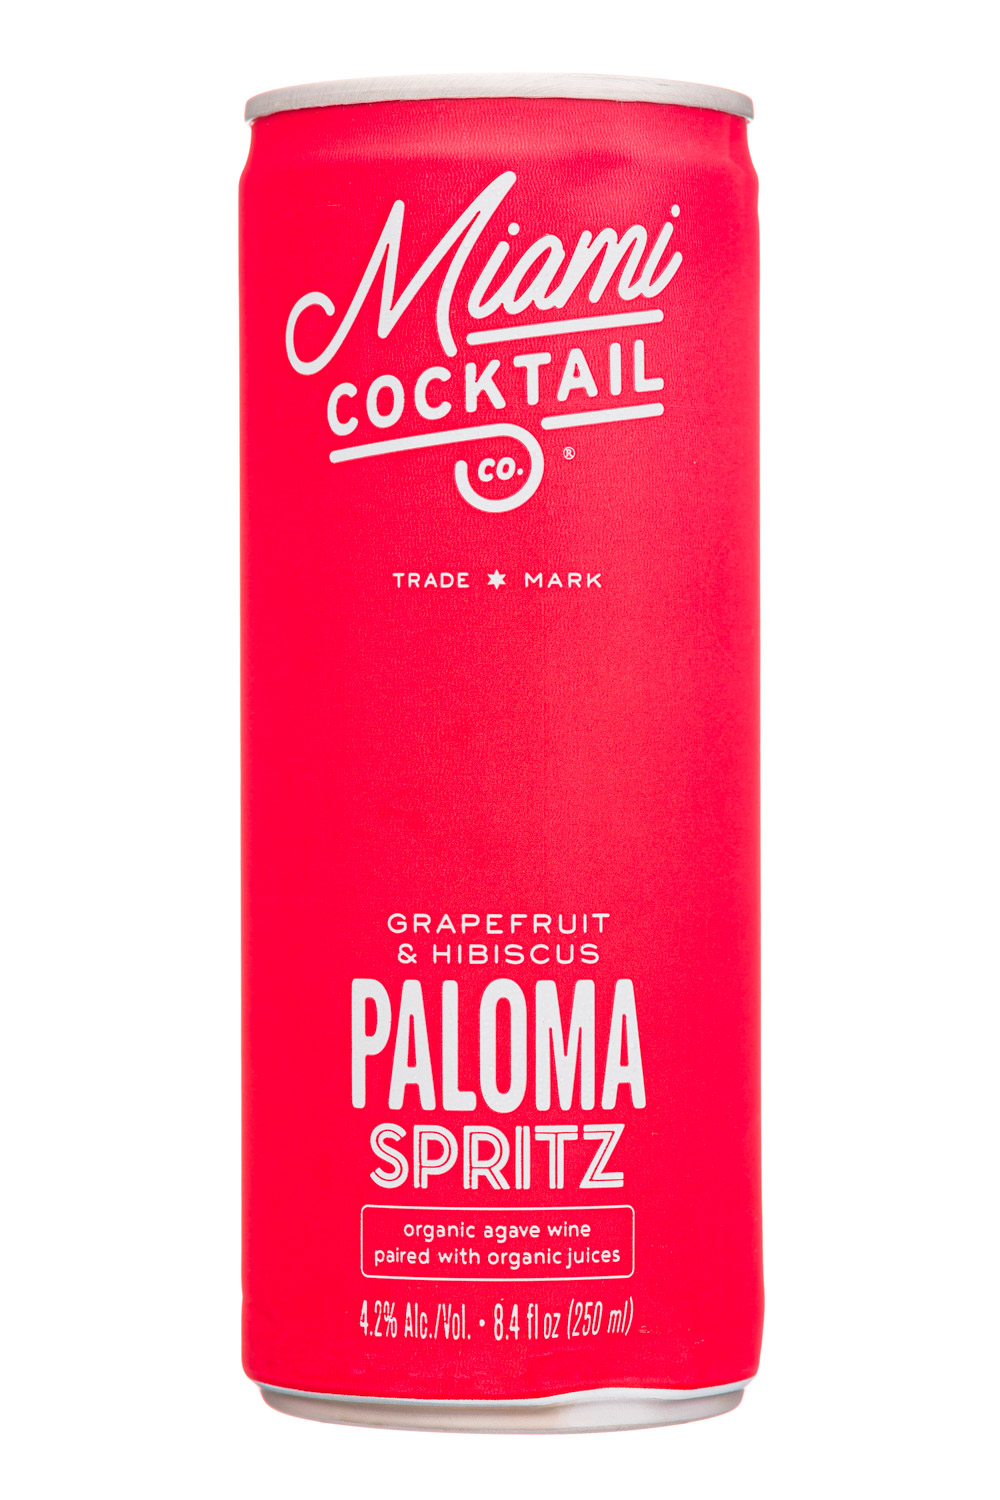 Miami
COCKTAIL
CO. ®
TRADE ✶ MARK
GRAPEFRUIT
& HIBISCUS
PALOMA
SPRITZ
organic agave wine
paired with organic juices
4.2% Alc./Vol. • 8.4 fl oz (250 ml)